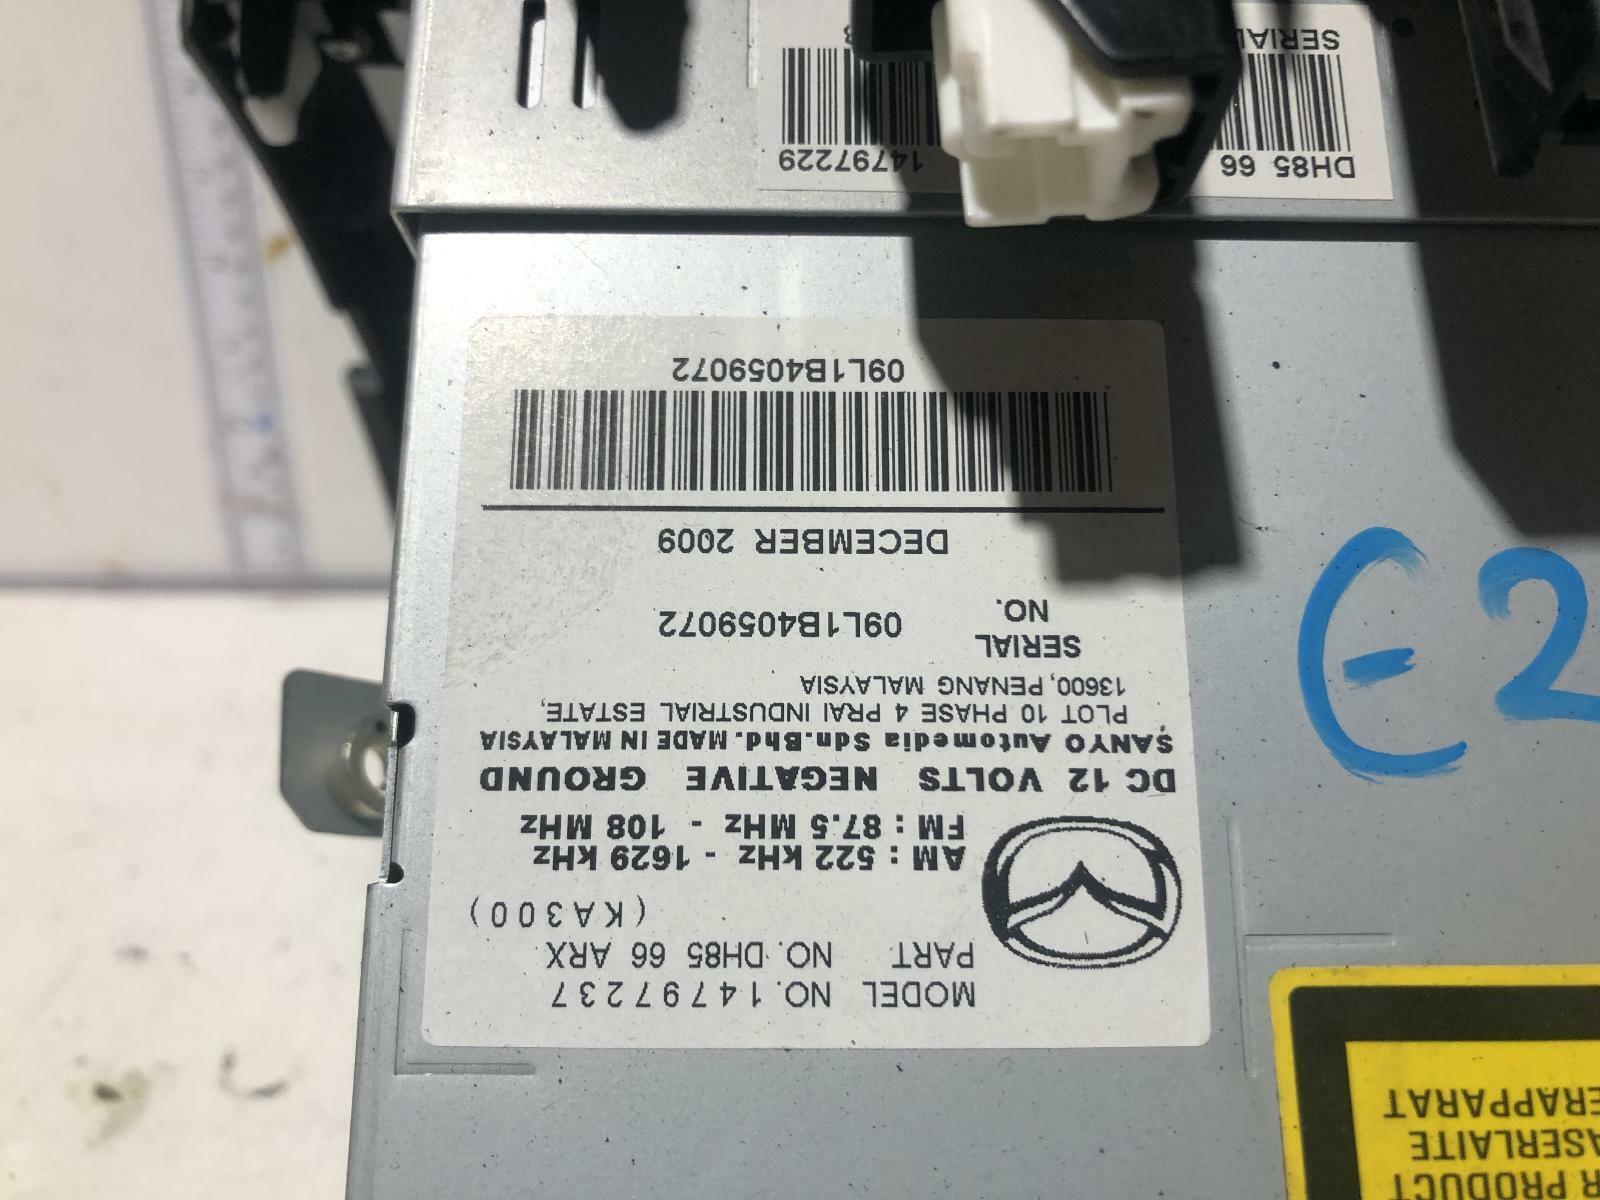 MODEL NO. 14797237
PART NO. DH85 66 ARX
(KA300)
AM : 522 kHz - 1629 kHz
FM : 87.5 MHz - 108 MHz
DC 12 VOLTS NEGATIVE GROUND
SANYO Automedia Sdn.Bhd. MADE IN MALAYSIA
PLOT 10 PHASE 4 PRAI INDUSTRIAL ESTATE,
13600, PENANG MALAYSIA
SERIAL NO. 09L1B4059072
DECEMBER 2009
09L1B4059072
DH85 66
14797229
SERIAL
R PRODUCT
ASERLAITE
ERAPPARAT
E2